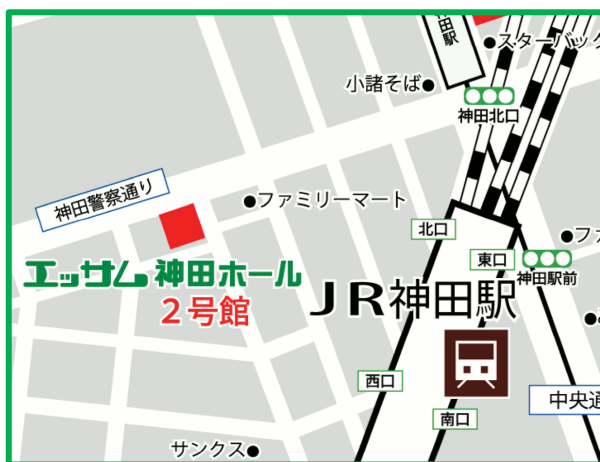 神田駅
スターバック
小諸そば
神田北口
神田警察通り
ファミリーマート
北口
東口
神田駅前
エッサム 神田ホール
2号館
JR神田駅
西口
南口
中央通
サンクス